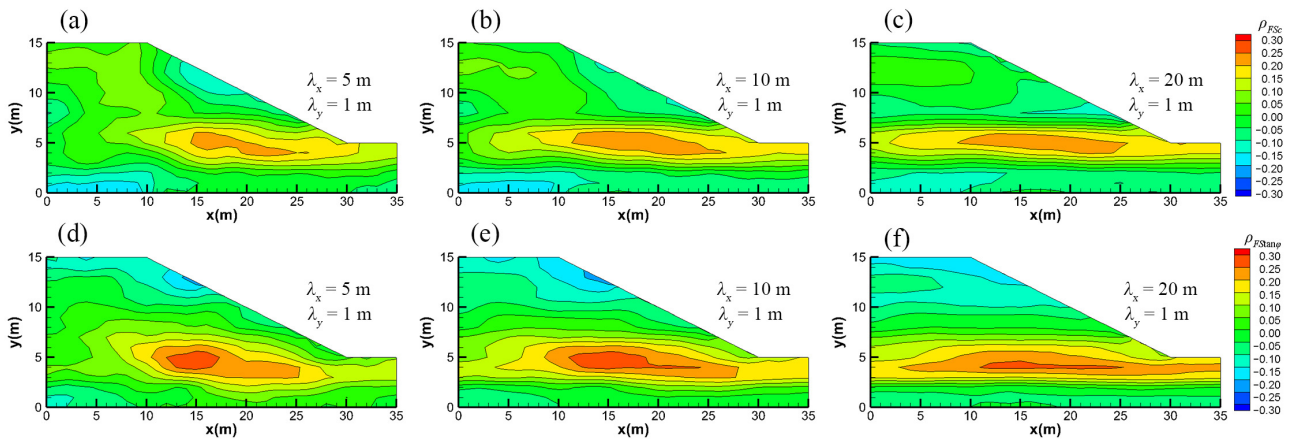 (a) (b) (c)
ρFSc
15 15 15
λx = 5 m λx = 10 m λx = 20 m
λy = 1 m λy = 1 m λy = 1 m
10 10 10
5 5 5
0 0 0
y(m) y(m) y(m)
0 5 10 15 20 25 30 35 0 5 10 15 20 25 30 35 0 5 10 15 20 25 30 35
x(m) x(m) x(m)
0.30
0.20
0.15
0.10
0.05
0.00
−0.05
−0.10
−0.15
−0.20
−0.25
−0.30
(d) (e) (f)
ρFStanφ
15 15 15
λx = 5 m λx = 10 m λx = 20 m
λy = 1 m λy = 1 m λy = 1 m
10 10 10
5 5 5
0 0 0
y(m) y(m) y(m)
0 5 10 15 20 25 30 35 0 5 10 15 20 25 30 35 0 5 10 15 20 25 30 35
x(m) x(m) x(m)
0.30
0.25
0.20
0.15
0.10
0.05
0.00
−0.05
−0.10
−0.15
−0.20
−0.25
−0.30